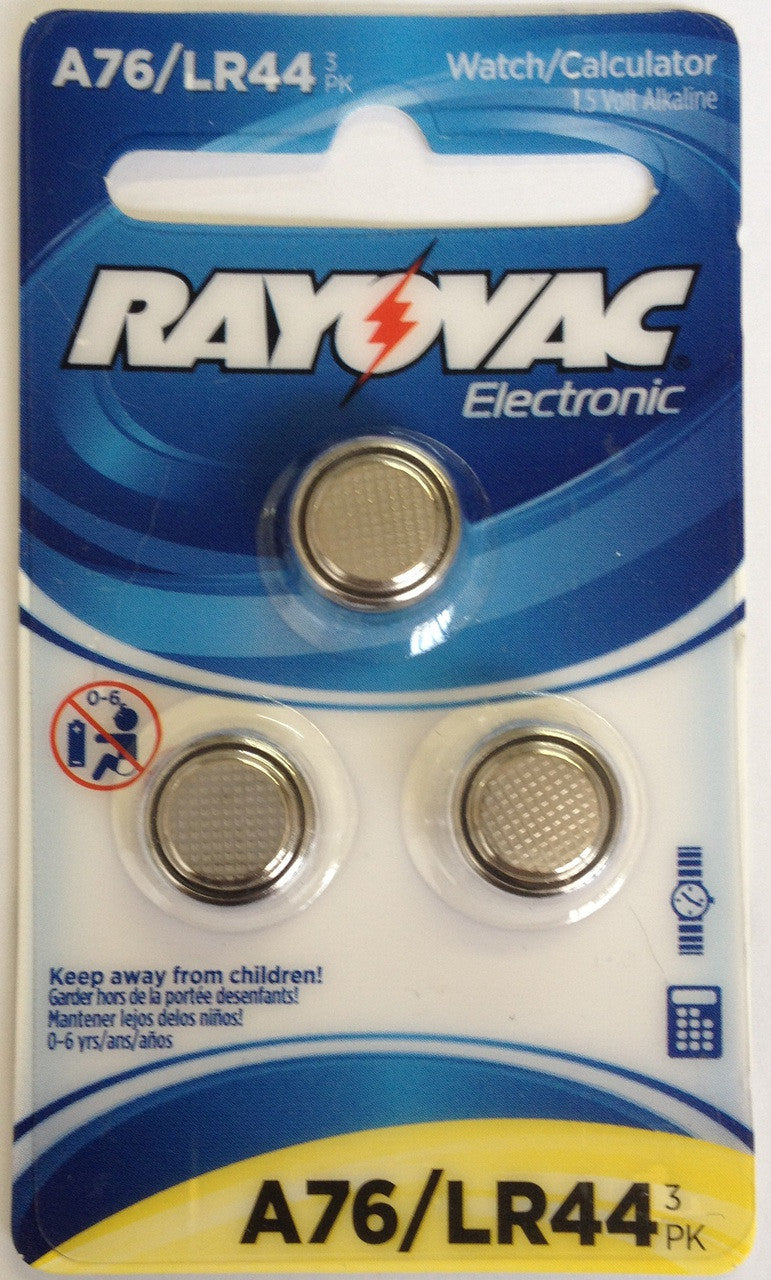 A76/LR44 3 PK
Watch/Calculator
1.5 Volt Alkaline
RAYOVAC®
Electronic
0-6
Keep away from children!
Garder hors de la portée desenfants!
Mantener lejos delos niños!
0-6 yrs/ans/años
A76/LR44 3 PK